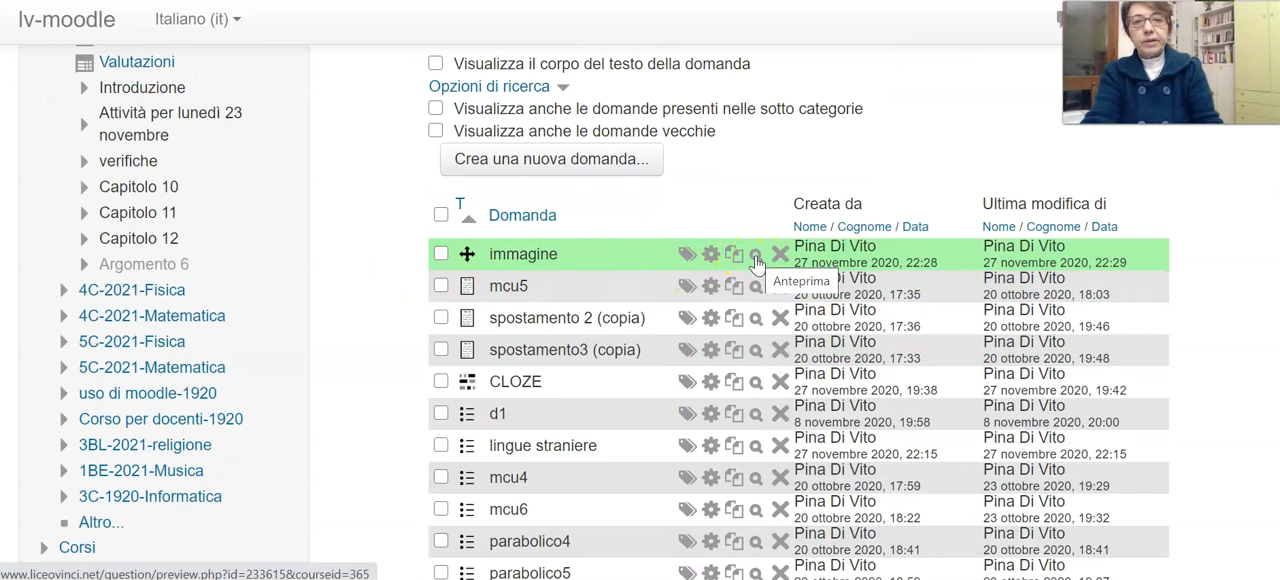 lv-moodle
Italiano (it)
Valutazioni
Introduzione
Attività per lunedì 23
novembre
verifiche
Capitolo 10
Capitolo 11
Capitolo 12
Argomento 6
4C-2021-Fisica
4C-2021-Matematica
5C-2021-Fisica
5C-2021-Matematica
uso di moodle-1920
Corso per docenti-1920
3BL-2021-religione
1BE-2021-Musica
3C-1920-Informatica
Altro...
Corsi
www.liceovinci.net/question/preview.php?id=233615&courseid=365
Visualizza il corpo del testo della domanda
Opzioni di ricerca
Visualizza anche le domande presenti nelle sotto categorie
Visualizza anche le domande vecchie
Crea una nuova domanda...
T Domanda
Creata da
Nome / Cognome / Data
Ultima modifica di
Nome / Cognome / Data
immagine Pina Di Vito Pina Di Vito
27 novembre 2020, 22:28 27 novembre 2020, 22:29
Anteprima
mcu5 Pina Di Vito Pina Di Vito
20 ottobre 2020, 17:35 20 ottobre 2020, 18:03
spostamento 2 (copia) Pina Di Vito Pina Di Vito
20 ottobre 2020, 17:36 20 ottobre 2020, 19:46
spostamento3 (copia) Pina Di Vito Pina Di Vito
20 ottobre 2020, 17:33 20 ottobre 2020, 19:48
CLOZE Pina Di Vito Pina Di Vito
27 novembre 2020, 19:38 27 novembre 2020, 19:42
d1 Pina Di Vito Pina Di Vito
8 novembre 2020, 19:58 8 novembre 2020, 20:00
lingue straniere Pina Di Vito Pina Di Vito
27 novembre 2020, 22:15 27 novembre 2020, 22:15
mcu4 Pina Di Vito Pina Di Vito
20 ottobre 2020, 17:59 23 ottobre 2020, 19:29
mcu6 Pina Di Vito Pina Di Vito
20 ottobre 2020, 18:22 23 ottobre 2020, 19:32
parabolico4 Pina Di Vito Pina Di Vito
20 ottobre 2020, 18:41 20 ottobre 2020, 18:41
parabolico5 Pina Di Vito Pina Di Vito